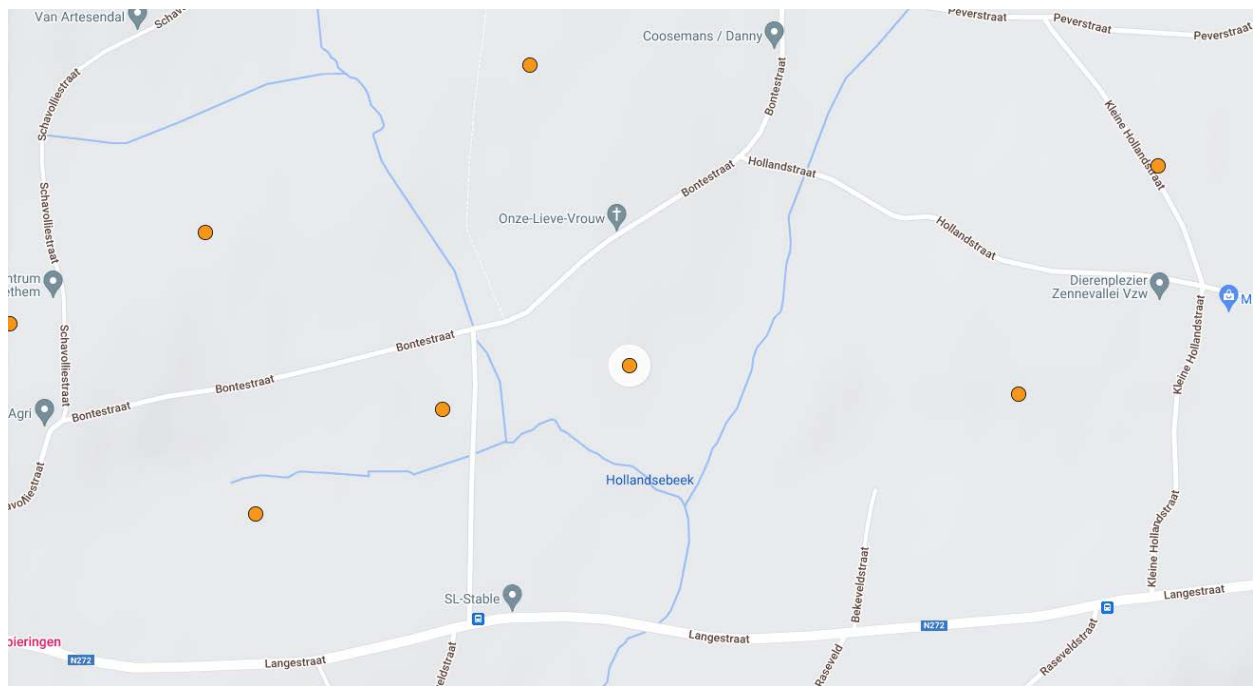 Van Artesendal
Schavolliestraat
Schavolliestraat
Schavolliestraat
Schavolliestraat
Coosemans / Danny
Bontestraat
Peverstraat
Peverstraat
Peverstraat
Kleine Hollandstraat
Hollandstraat
Bontestraat
Onze-Lieve-Vrouw
Hollandstraat
Dierenplezier
Zennevallei Vzw
M
ntrum
ethem
Bontestraat
Bontestraat
Bontestraat
Agri
Kleine Hollandstraat
Hollandsebeek
Kleine Hollandstraat
Bekeveldstraat
SL-Stable
Langestraat
N272
Langestraat
Langestraat
N272
Raseveldstraat
Raseveld